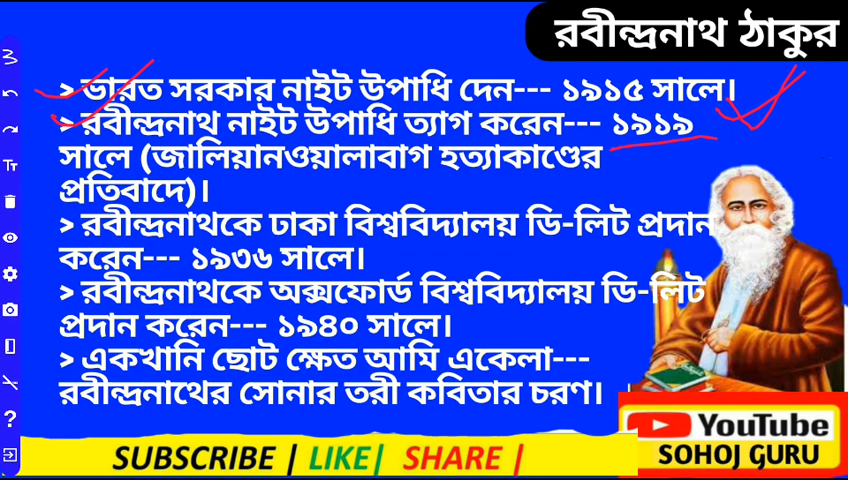 রবীন্দ্রনাথ ঠাকুর
> ভারত সরকার নাইট উপাধি দেন--- ১৯১৫ সালে।
> রবীন্দ্রনাথ নাইট উপাধি ত্যাগ করেন--- ১৯১৯
সালে (জালিয়ানওয়ালাবাগ হত্যাকাণ্ডের
প্রতিবাদে)।
> রবীন্দ্রনাথকে ঢাকা বিশ্ববিদ্যালয় ডি-লিট প্রদান
করেন--- ১৯৩৬ সালে।
> রবীন্দ্রনাথকে অক্সফোর্ড বিশ্ববিদ্যালয় ডি-লিট
প্রদান করেন--- ১৯৪০ সালে।
> একখানি ছোট ক্ষেত আমি একেলা---
রবীন্দ্রনাথের সোনার তরী কবিতার চরণ।
YouTube
SOHOJ GURU
SUBSCRIBE | LIKE| SHARE |